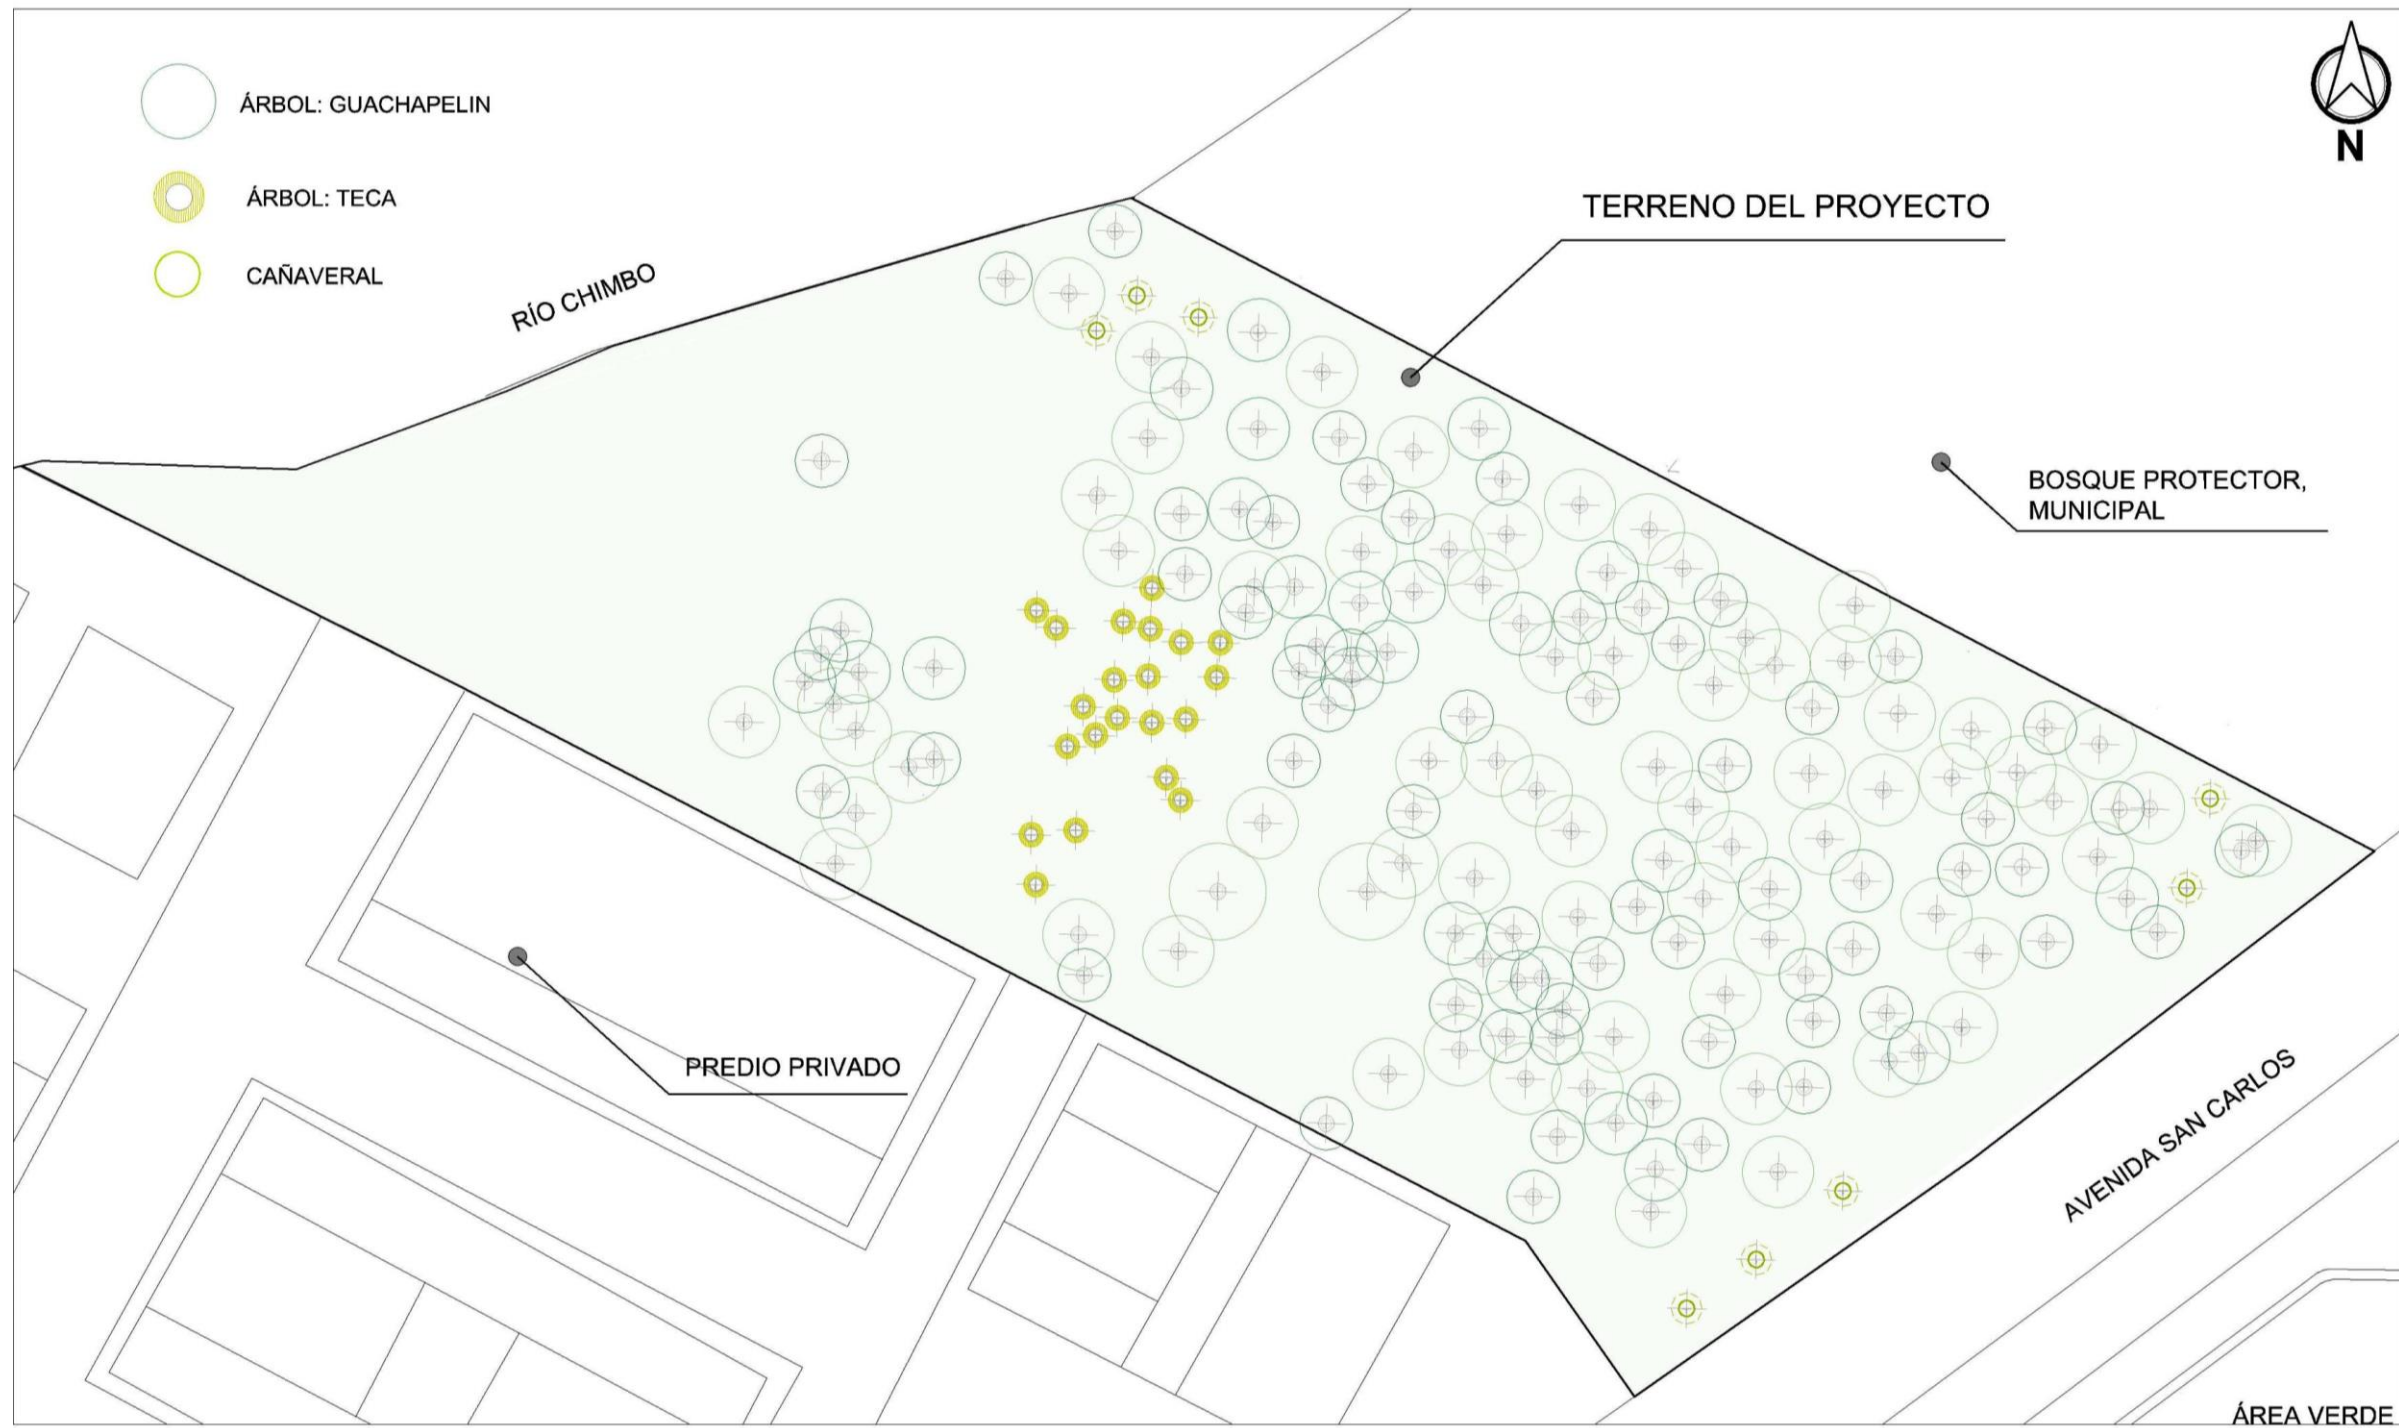 ÁRBOL: GUACHAPELIN
ÁRBOL: TECA
CAÑAVERAL
RÍO CHIMBO
TERRENO DEL PROYECTO
N
BOSQUE PROTECTOR,
MUNICIPAL
PREDIO PRIVADO
AVENIDA SAN CARLOS
ÁREA VERDE